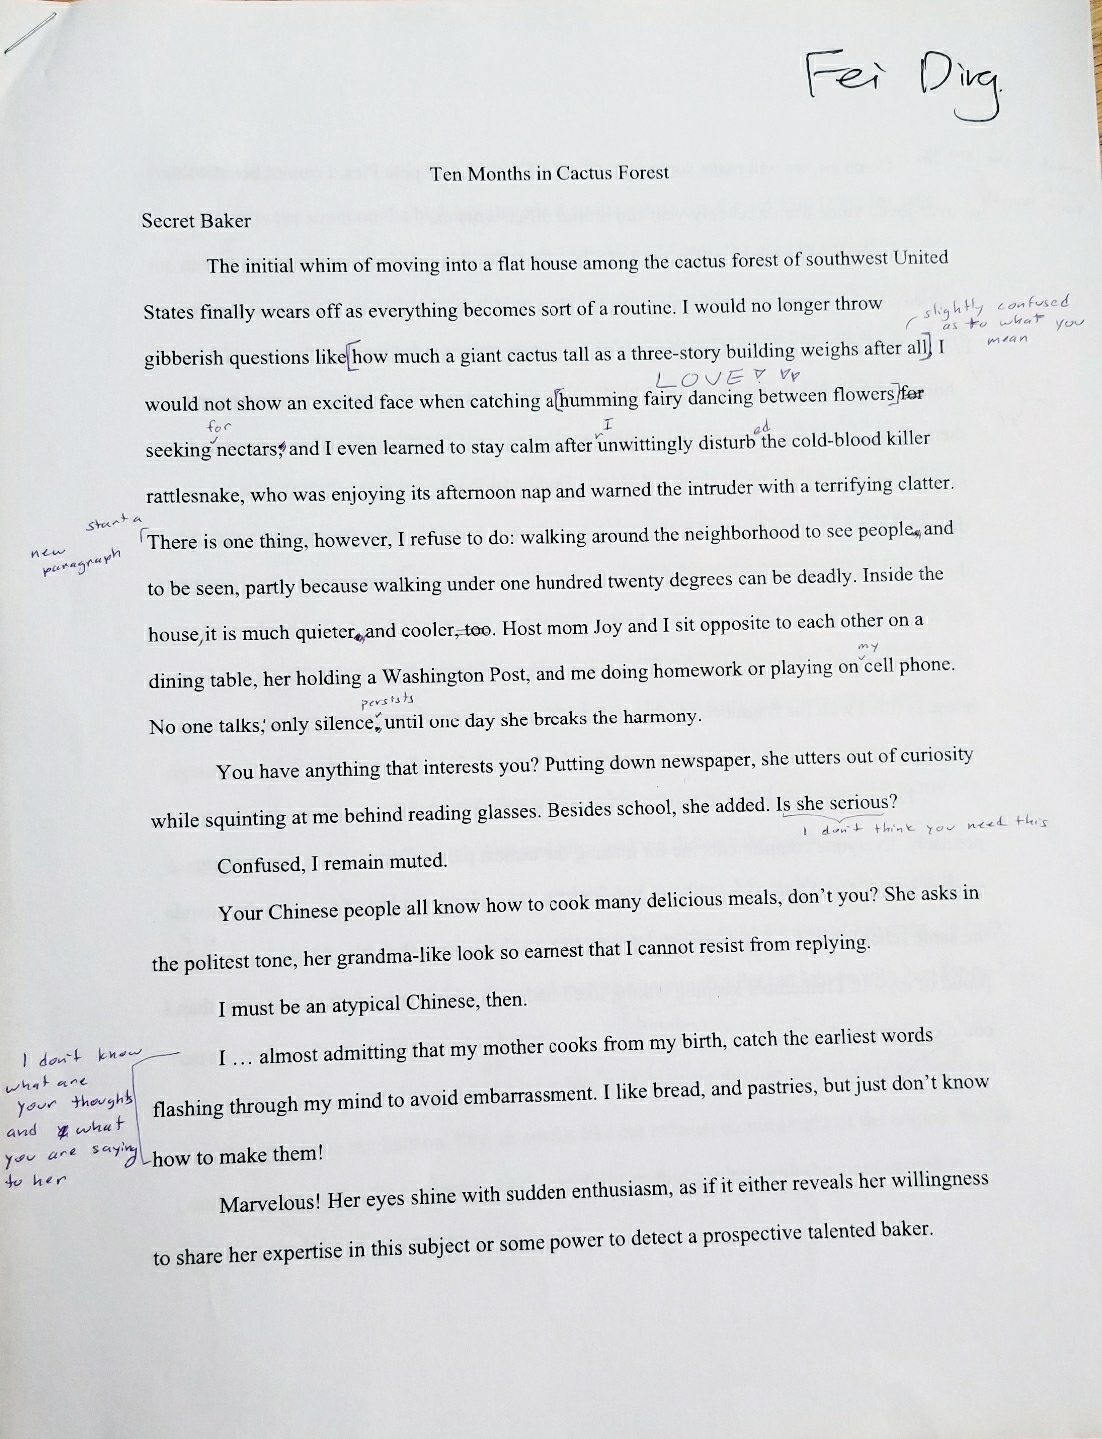 Fei Ding
Ten Months in Cactus Forest
Secret Baker
The initial whim of moving into a flat house among the cactus forest of southwest United
States finally wears off as everything becomes sort of a routine. I would no longer throw
slightly confused
as to what you
mean
gibberish questions like [how much a giant cactus tall as a three-story building weighs after all] I
LOVE
would not show an excited face when catching a [humming fairy dancing between flowers] for
for
I
ed
seeking nectars; and I even learned to stay calm after unwittingly disturb the cold-blood killer
rattlesnake, who was enjoying its afternoon nap and warned the intruder with a terrifying clatter.
start a
new
paragraph
There is one thing, however, I refuse to do: walking around the neighborhood to see people, and
to be seen, partly because walking under one hundred twenty degrees can be deadly. Inside the
house, it is much quieter, and cooler, too. Host mom Joy and I sit opposite to each other on a
my
dining table, her holding a Washington Post, and me doing homework or playing on cell phone.
persists
No one talks; only silence, until one day she breaks the harmony.
You have anything that interests you? Putting down newspaper, she utters out of curiosity
while squinting at me behind reading glasses. Besides school, she added. Is she serious?
I don't think you need this
Confused, I remain muted.
Your Chinese people all know how to cook many delicious meals, don't you? She asks in
the politest tone, her grandma-like look so earnest that I cannot resist from replying.
I must be an atypical Chinese, then.
I don't know
what are
your thoughts
and what
you are saying
to her
I … almost admitting that my mother cooks from my birth, catch the earliest words
flashing through my mind to avoid embarrassment. I like bread, and pastries, but just don't know
how to make them!
Marvelous! Her eyes shine with sudden enthusiasm, as if it either reveals her willingness
to share her expertise in this subject or some power to detect a prospective talented baker.